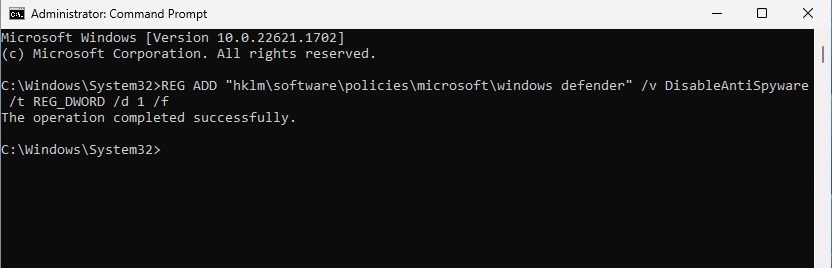 Administrator: Command Prompt
Microsoft Windows [Version 10.0.22621.1702]
(c) Microsoft Corporation. All rights reserved.
C:\Windows\System32>REG ADD "hklm\software\policies\microsoft\windows defender" /v DisableAntiSpyware
/t REG_DWORD /d 1 /f
The operation completed successfully.
C:\Windows\System32>